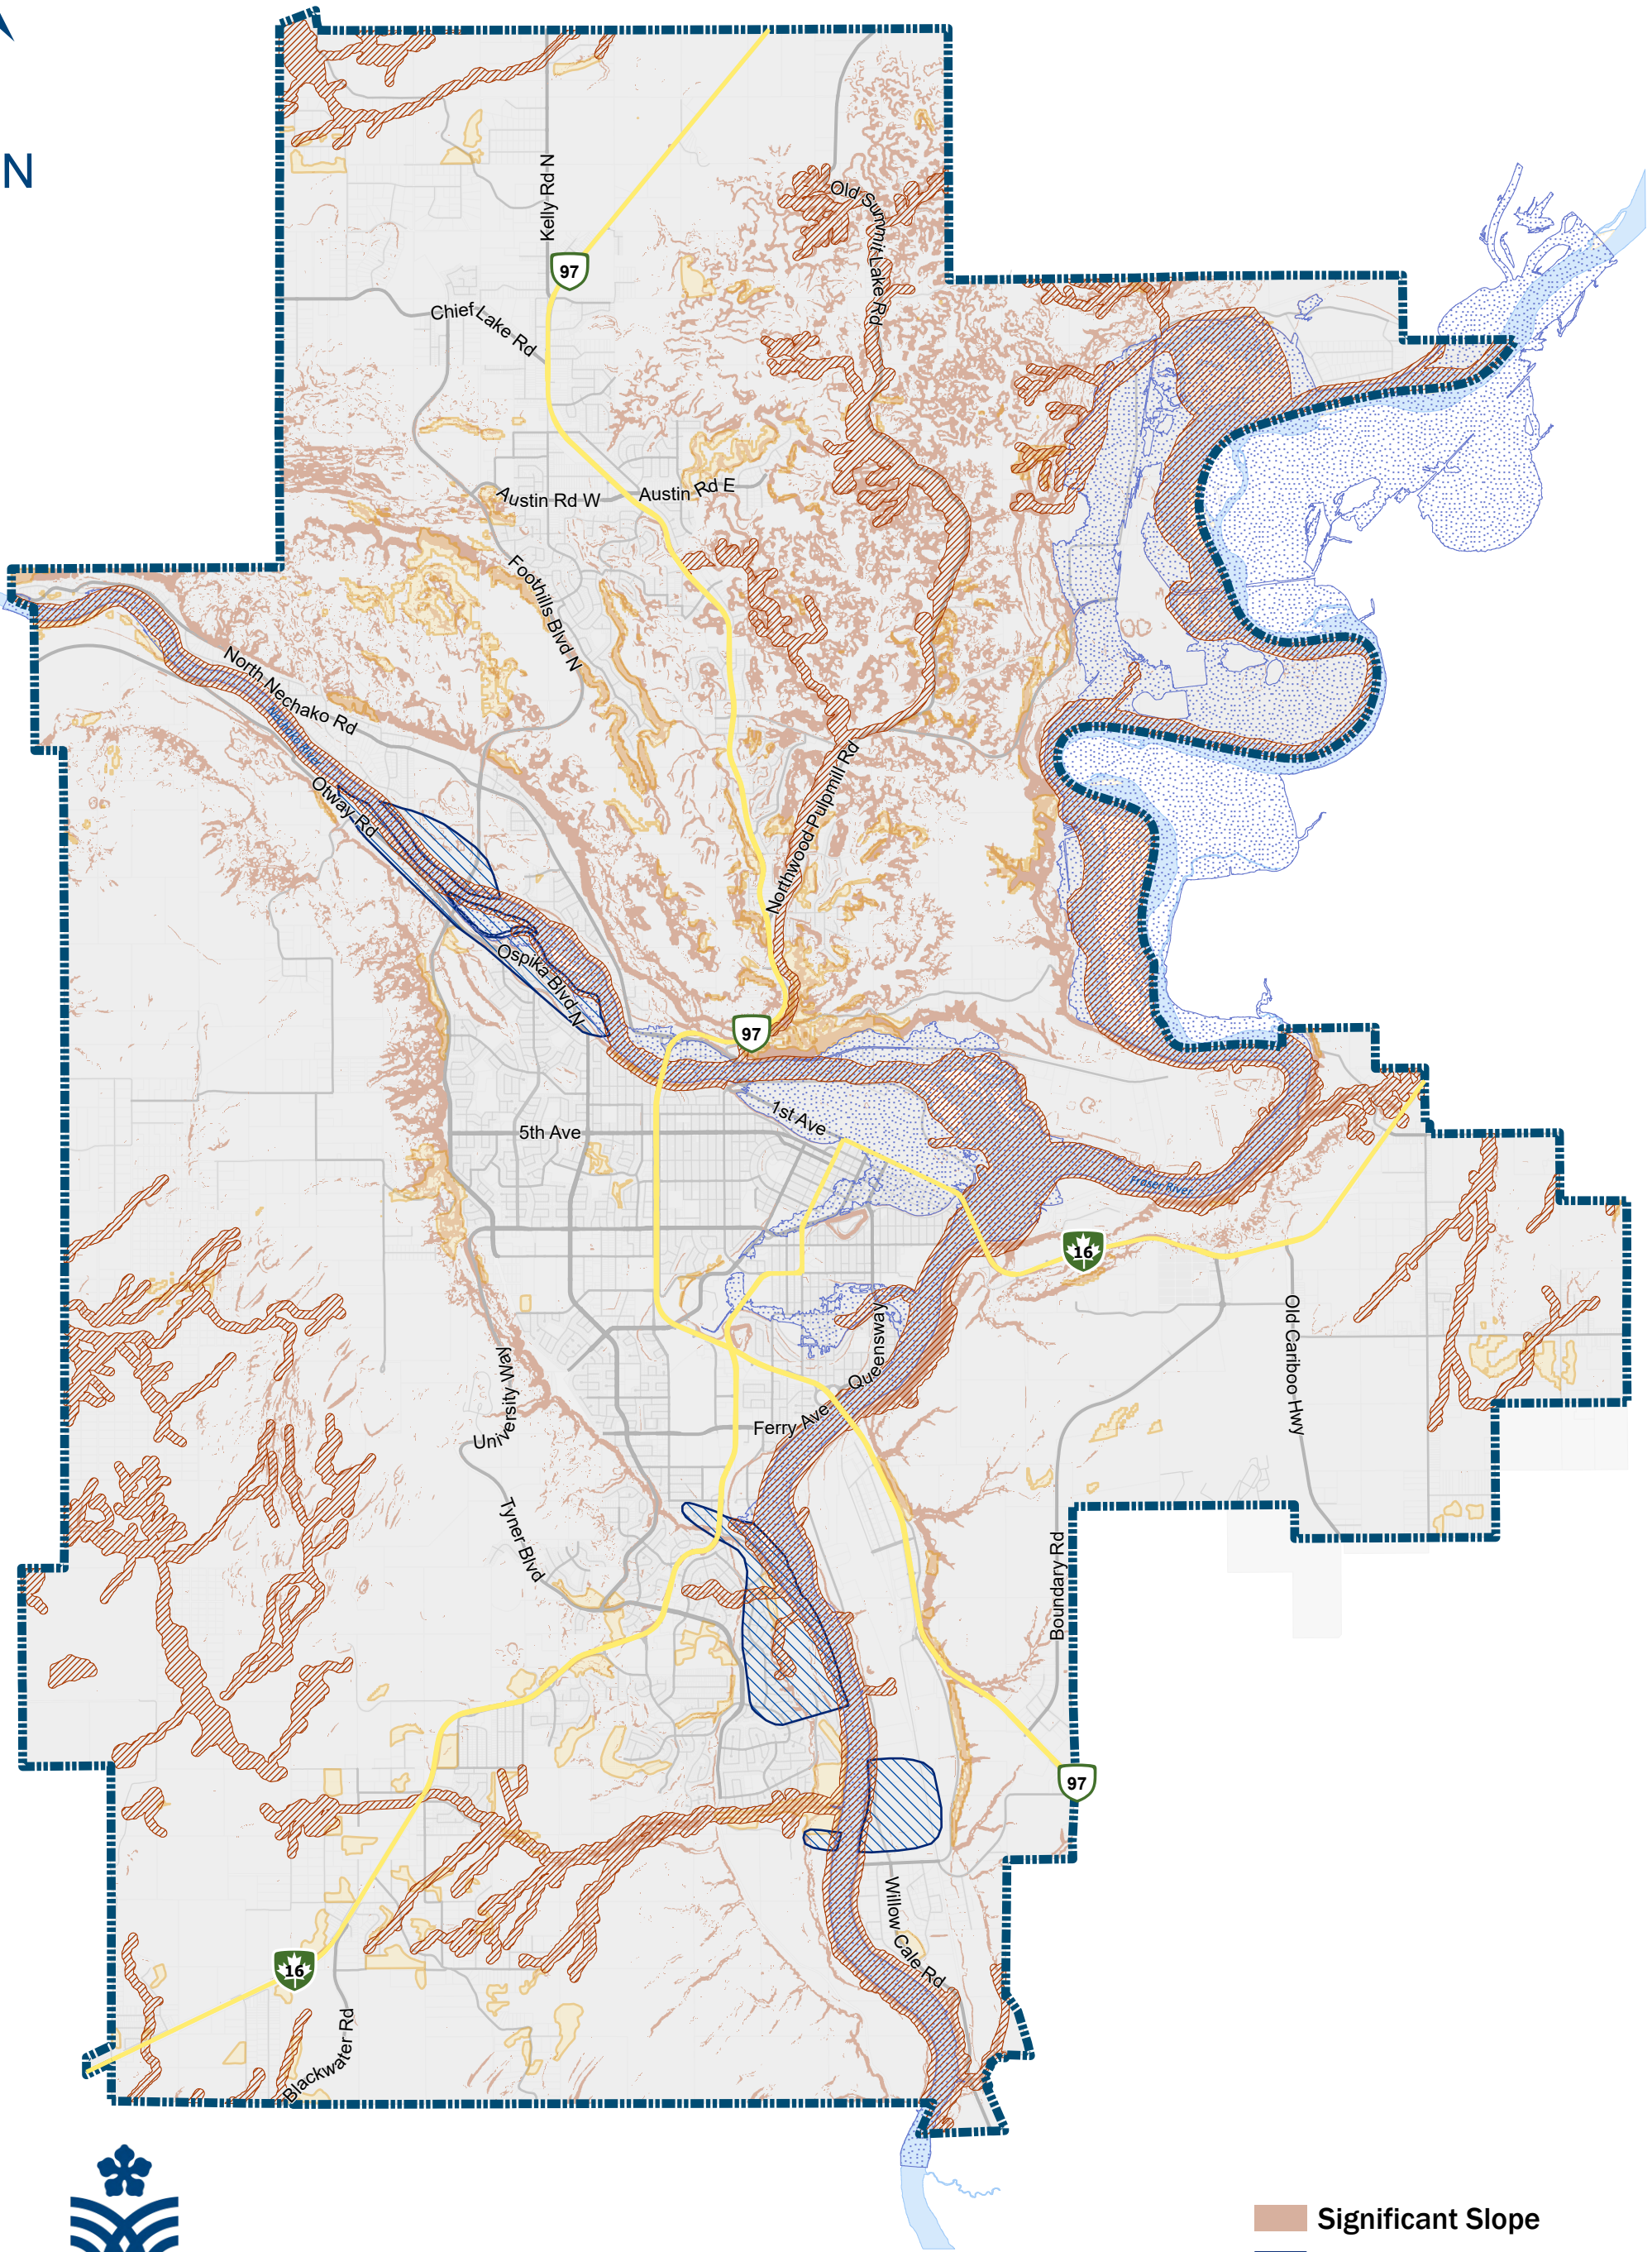 N
Kelly Rd N
Old Summit Lake Rd
97
Chief Lake Rd
Austin Rd W
Austin Rd E
Foothills Blvd N
North Nechako Rd
Nechako River
Otway Rd
Northwood Pulpmill Rd
Ospika Blvd N
97
1st Ave
5th Ave
Fraser River
16
Old Cariboo Hwy
Queensway
University Way
Ferry Ave
Tyner Blvd
Boundary Rd
97
Willow Cale Rd
16
Blackwater Rd
Significant Slope